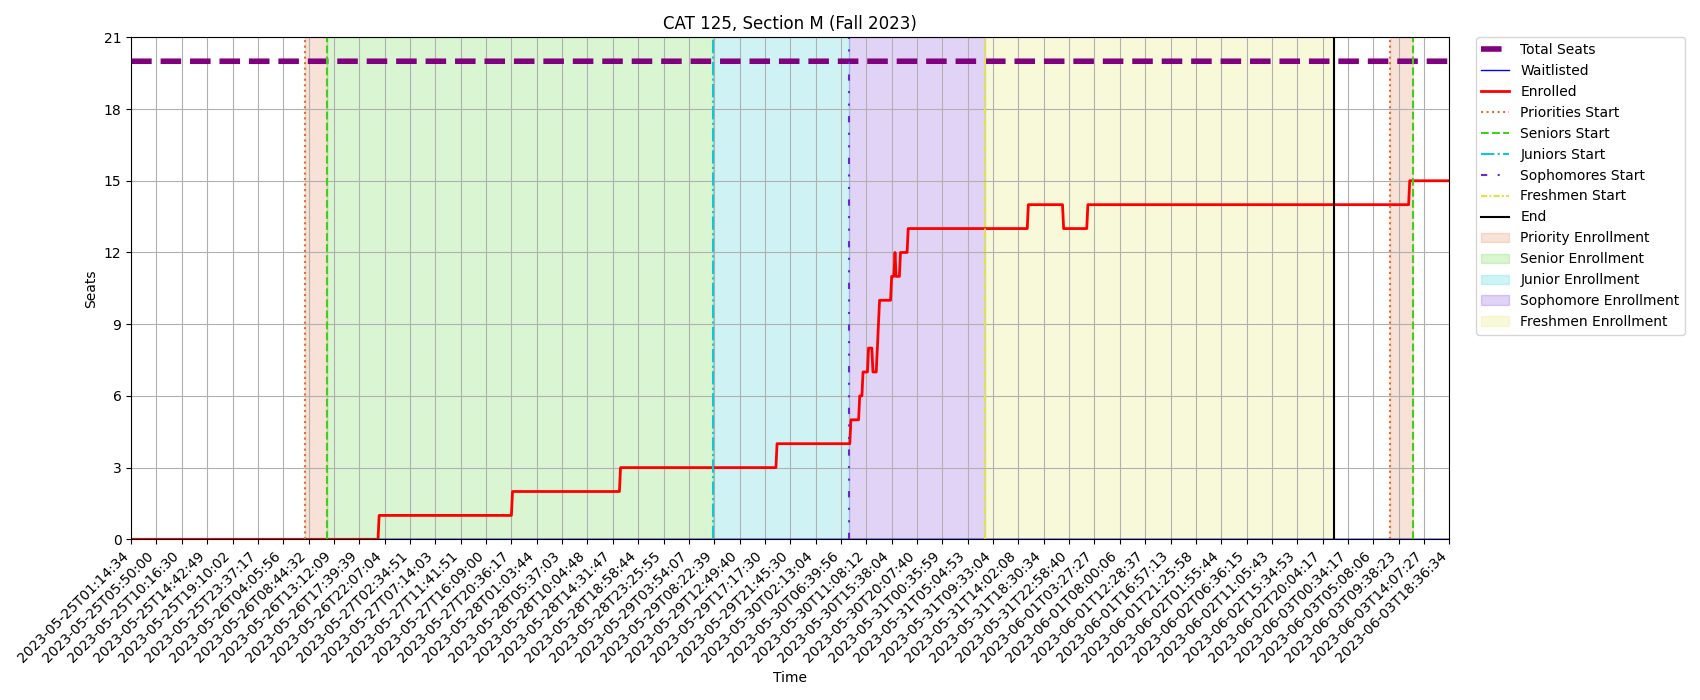 CAT 125, Section M (Fall 2023)
21
18
15
12
9
6
3
0
Seats
2023-05-25T01:14:34
2023-05-25T05:50:00
2023-05-25T10:16:30
2023-05-25T14:42:49
2023-05-25T19:10:02
2023-05-25T23:37:17
2023-05-26T04:05:56
2023-05-26T08:44:32
2023-05-26T13:12:09
2023-05-26T17:39:39
2023-05-26T22:07:04
2023-05-27T02:34:51
2023-05-27T07:14:03
2023-05-27T11:41:51
2023-05-27T16:09:00
2023-05-27T20:36:17
2023-05-28T01:03:44
2023-05-28T05:37:03
2023-05-28T10:04:48
2023-05-28T14:31:47
2023-05-28T18:58:44
2023-05-28T23:25:55
2023-05-29T03:54:07
2023-05-29T08:22:39
2023-05-29T12:49:40
2023-05-29T17:17:30
2023-05-29T21:45:30
2023-05-30T02:13:04
2023-05-30T06:39:56
2023-05-30T11:08:12
2023-05-30T15:38:04
2023-05-30T20:07:40
2023-05-31T00:35:59
2023-05-31T05:04:53
2023-05-31T09:33:04
2023-05-31T14:02:08
2023-05-31T18:30:34
2023-05-31T22:58:40
2023-06-01T03:27:27
2023-06-01T08:00:06
2023-06-01T12:28:37
2023-06-01T16:57:13
2023-06-01T21:25:58
2023-06-02T01:55:44
2023-06-02T06:36:15
2023-06-02T11:05:43
2023-06-02T15:34:53
2023-06-02T20:04:17
2023-06-03T00:34:17
2023-06-03T05:08:06
2023-06-03T09:38:23
2023-06-03T14:07:27
2023-06-03T18:36:34
Time
Total Seats
Waitlisted
Enrolled
Priorities Start
Seniors Start
Juniors Start
Sophomores Start
Freshmen Start
End
Priority Enrollment
Senior Enrollment
Junior Enrollment
Sophomore Enrollment
Freshmen Enrollment